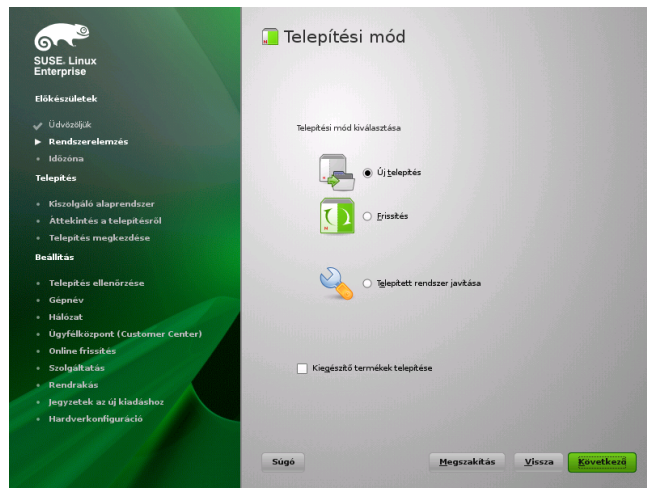 SUSE. Linux
Enterprise
Előkészületek
Üdvözöljük
Rendszerelemzés
Időzóna
Telepítés
Kiszolgáló alaprendszer
Áttekintés a telepítésről
Telepítés megkezdése
Beállítás
Telepítés ellenőrzése
Gépnév
Hálózat
Ügyfélközpont (Customer Center)
Online frissítés
Szolgáltatás
Rendrakás
Jegyzetek az új kiadáshoz
Hardverkonfiguráció
Telepítési mód
Telepítési mód kiválasztása
Új telepítés
Frissítés
Telepített rendszer javítása
Kiegészítő termékek telepítése
Súgó
Megszakítás
Vissza
Következő